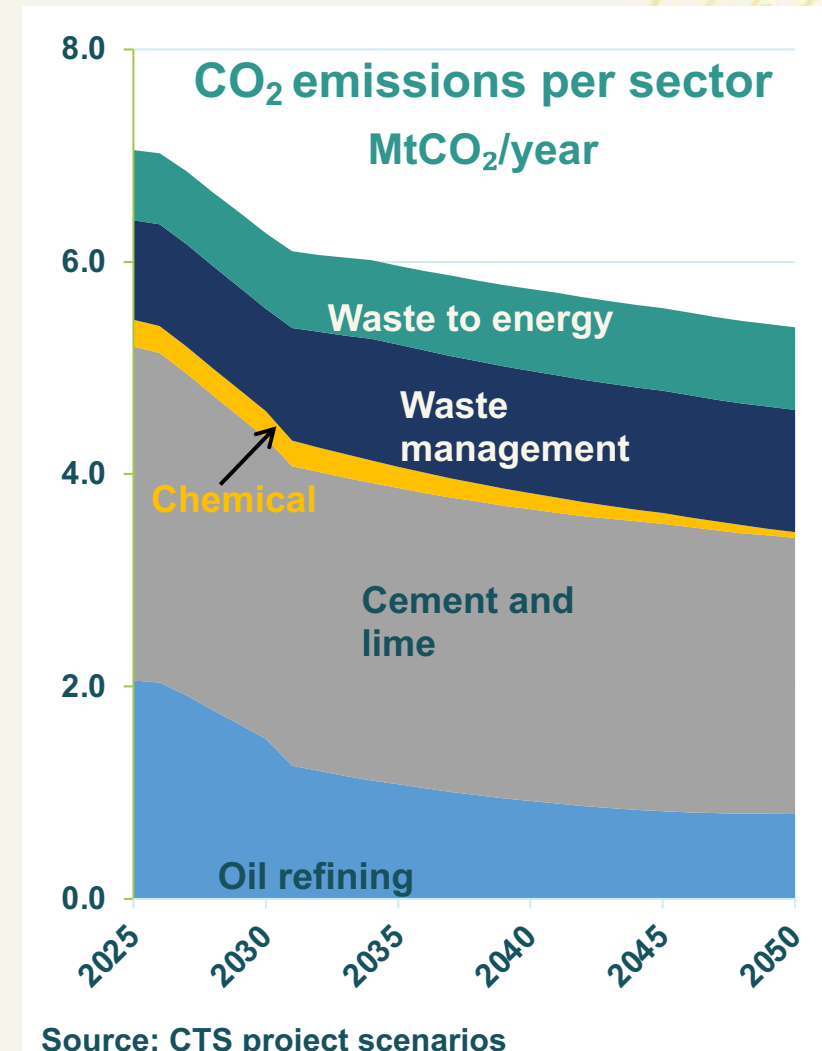 8.0
CO₂ emissions per sector
MtCO₂/year
6.0
Waste to energy
Waste
management
4.0
Chemical
Cement and
lime
2.0
Oil refining
0.0
2025
2030
2035
2040
2045
2050
Source: CTS project scenarios